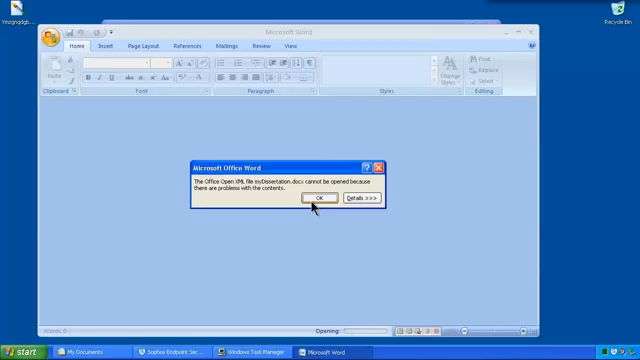 Recycle Bin
Microsoft Word
Home Insert Page Layout References Mailings Review View
Paste
Clipboard
Font
Paragraph
Styles
Change Styles
Find
Replace
Select
Editing
Microsoft Office Word
The Office Open XML file myDissertation.docx cannot be opened because
there are problems with the contents.
OK Details >>>
Words: 0
Opening:
start My Documents Sophos Endpoint Sec... Windows Task Manager Microsoft Word